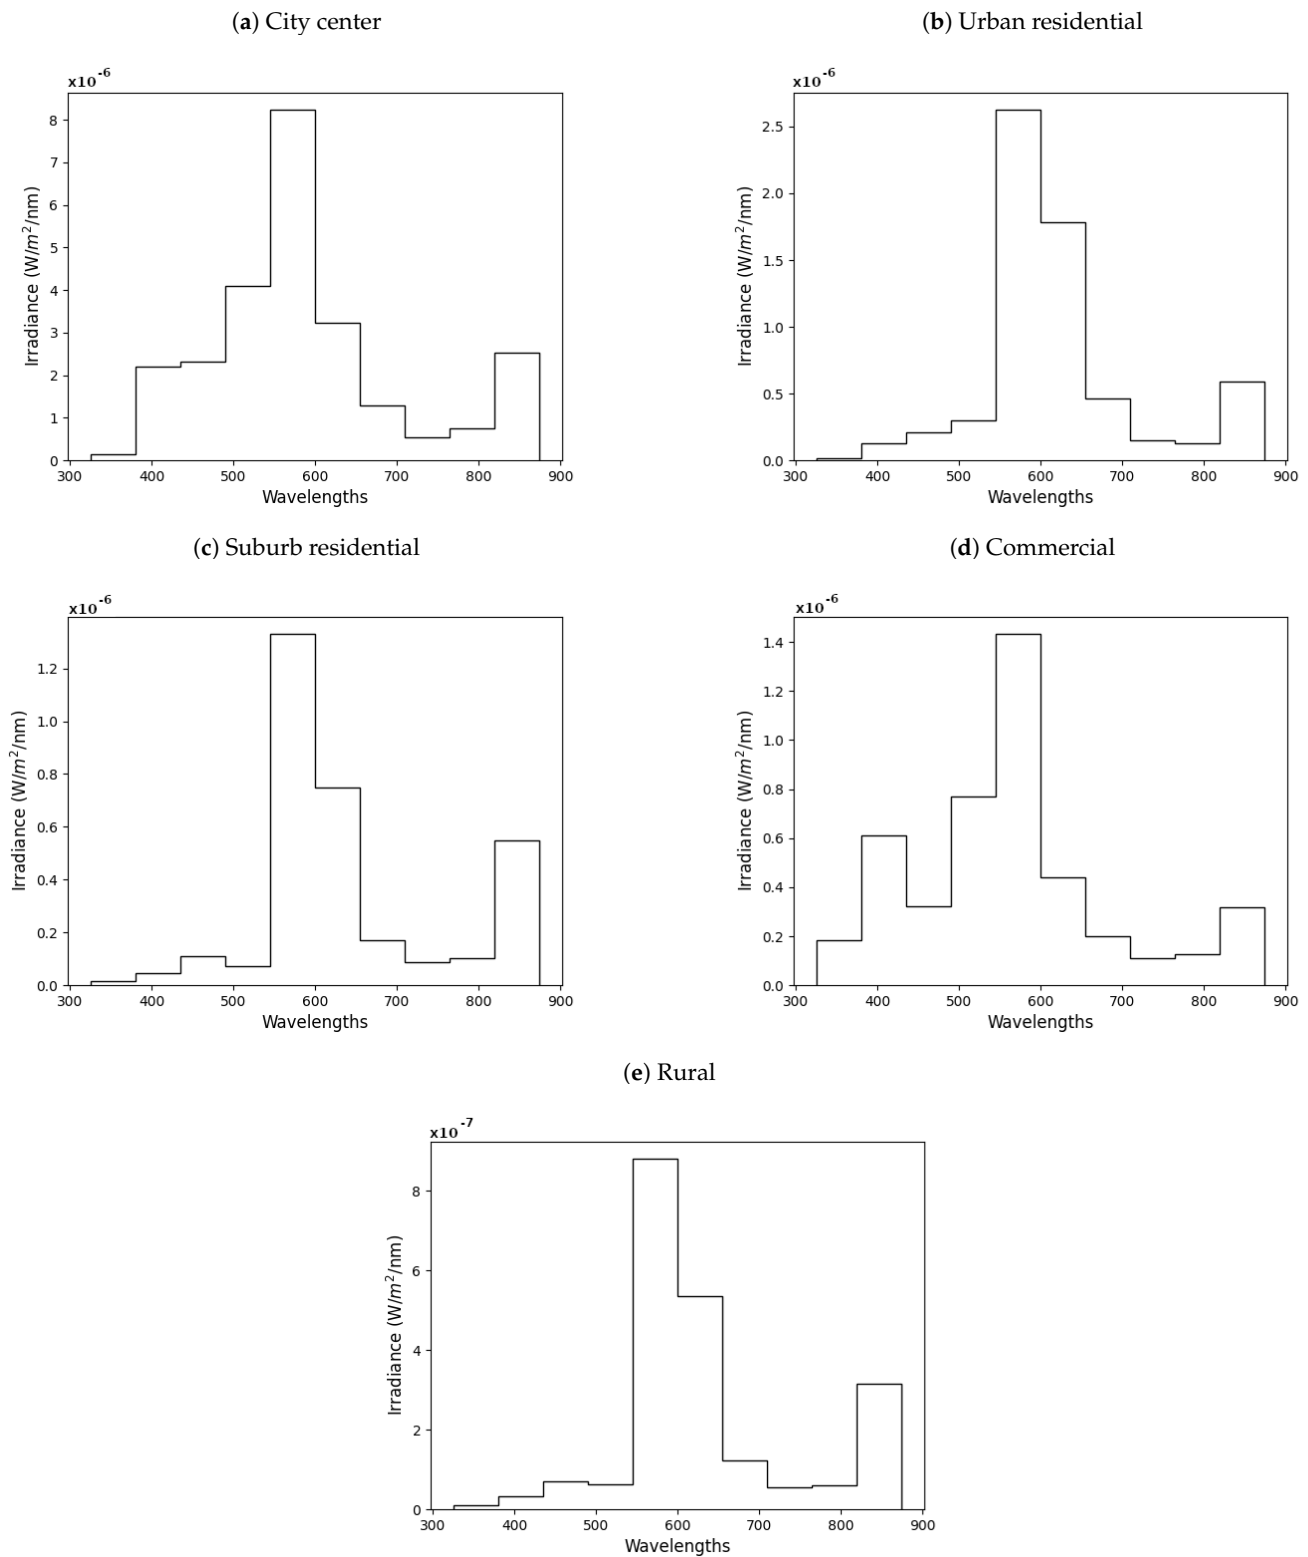 (a) City center
(b) Urban residential
x10⁻⁶
8
7
6
5
4
3
2
1
0
Irradiance (W/m²/nm)
300 400 500 600 700 800 900
Wavelengths
x10⁻⁶
2.5
2.0
1.5
1.0
0.5
0.0
Irradiance (W/m²/nm)
300 400 500 600 700 800 900
Wavelengths
(c) Suburb residential
(d) Commercial
x10⁻⁶
1.2
1.0
0.8
0.6
0.4
0.2
0.0
Irradiance (W/m²/nm)
300 400 500 600 700 800 900
Wavelengths
x10⁻⁶
1.4
1.2
1.0
0.8
0.6
0.4
0.2
0.0
Irradiance (W/m²/nm)
300 400 500 600 700 800 900
Wavelengths
(e) Rural
x10⁻⁷
8
6
4
2
0
Irradiance (W/m²/nm)
300 400 500 600 700 800 900
Wavelengths